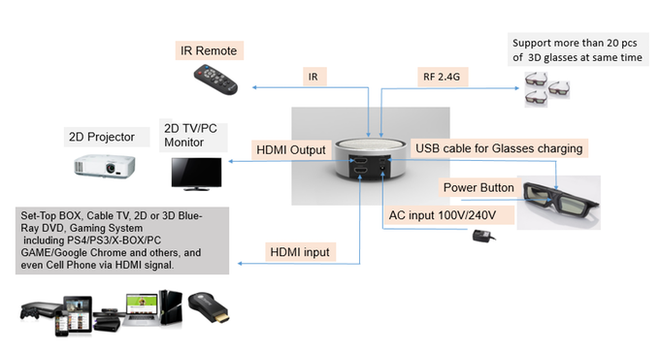 IR Remote
IR
RF 2.4G
Support more than 20 pcs
of 3D glasses at same time
2D Projector
2D TV/PC
Monitor
HDMI Output
USB cable for Glasses charging
Power Button
AC input 100V/240V
Set-Top BOX, Cable TV, 2D or 3D Blue-
Ray DVD, Gaming System
including PS4/PS3/X-BOX/PC
GAME/Google Chrome and others, and
even Cell Phone via HDMI signal.
HDMI input